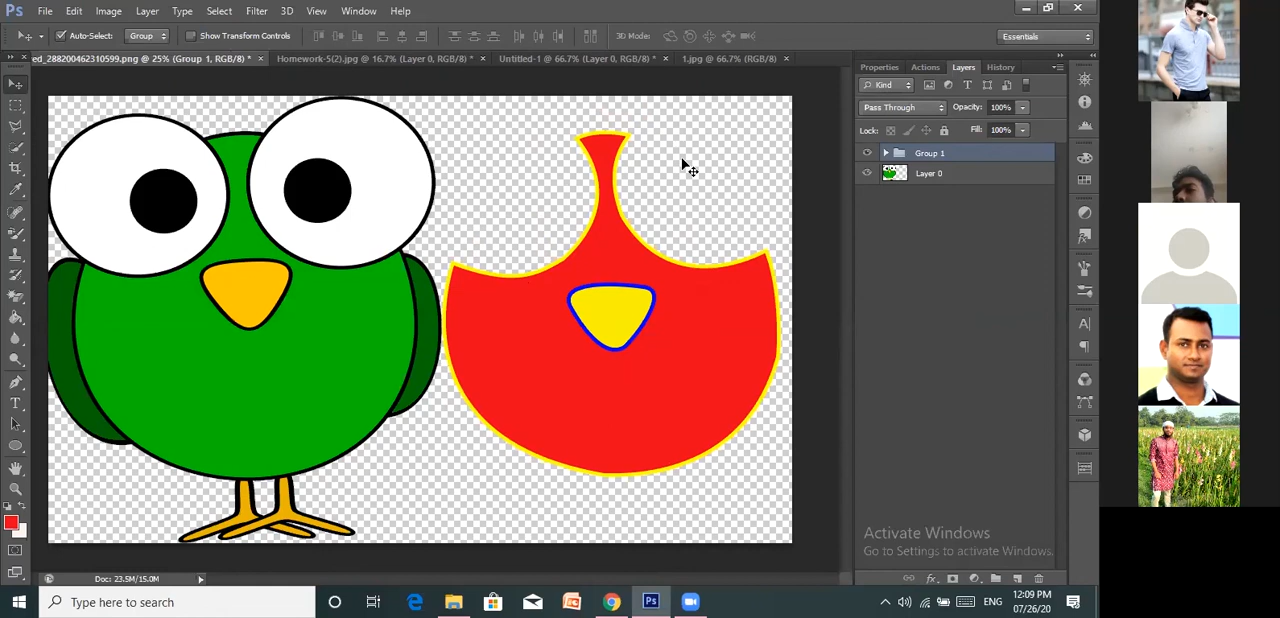 Ps File Edit Image Layer Type Select Filter 3D View Window Help
Auto-Select: Group Show Transform Controls 3D Mode: Essentials
ed_288200462310599.png @ 25% (Group 1, RGB/8) * × Homework-5(2).jpg @ 16.7% (Layer 0, RGB/8) * × Untitled-1 @ 66.7% (Layer 0, RGB/8) * × 1.jpg @ 66.7% (RGB/8) ×
Properties Actions Layers History
Kind
Pass Through Opacity: 100%
Lock: Fill: 100%
Group 1
Layer 0
Activate Windows
Go to Settings to activate Windows.
Doc: 23.5M/15.0M
Type here to search
ENG
12:09 PM
07/26/20